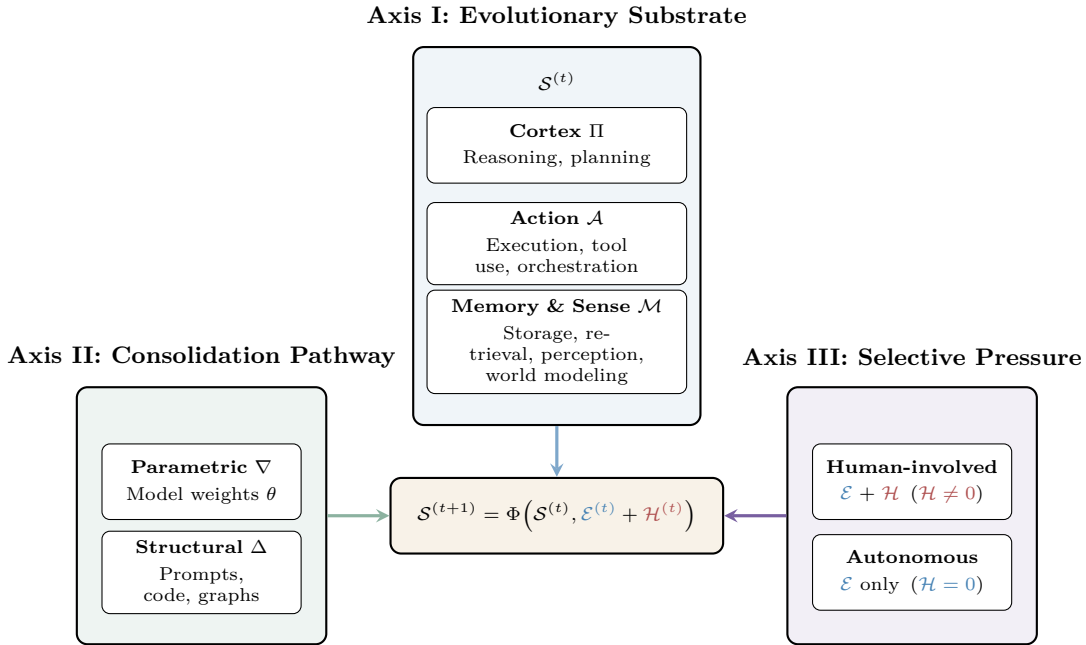 Axis I: Evolutionary Substrate
𝒮^(t)
Cortex Π
Reasoning, planning
Action 𝒜
Execution, tool
use, orchestration
Memory & Sense ℳ
Storage, re-
trieval, perception,
world modeling
Axis II: Consolidation Pathway
Parametric ∇
Model weights θ
Structural Δ
Prompts,
code, graphs
𝒮^(t+1) = Φ(𝒮^(t), ℰ^(t) + ℋ^(t))
Axis III: Selective Pressure
Human-involved
ℰ + ℋ (ℋ ≠ 0)
Autonomous
ℰ only (ℋ = 0)